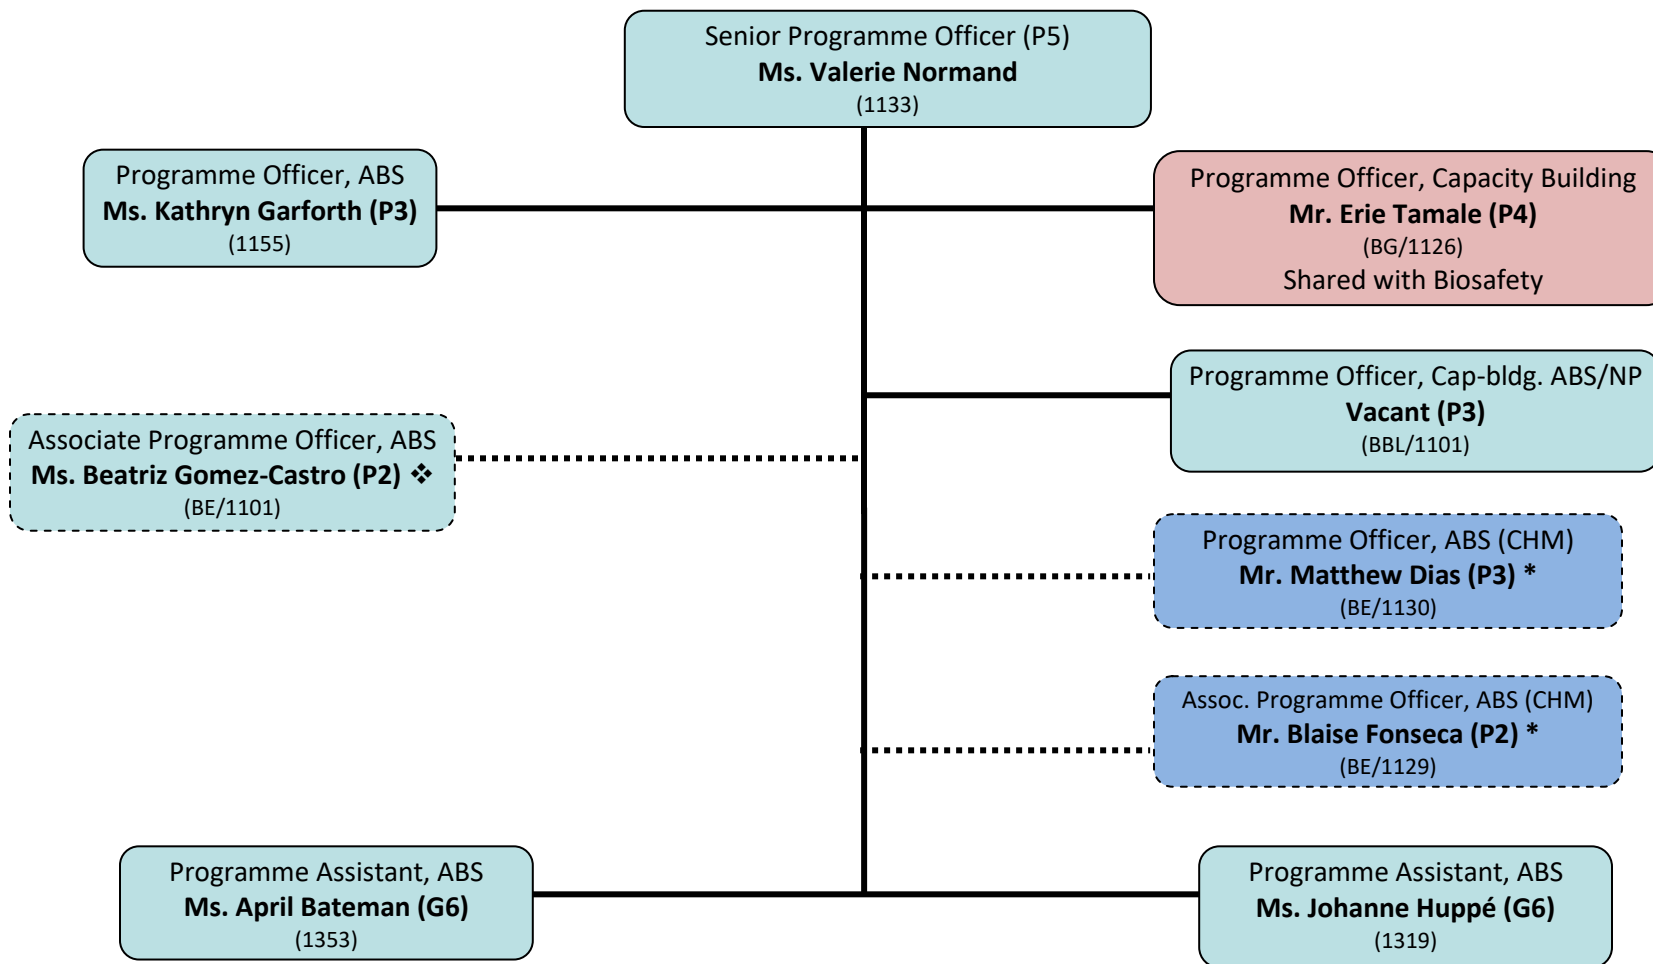 Senior Programme Officer (P5)
Ms. Valerie Normand
(1133)
Programme Officer, ABS
Ms. Kathryn Garforth (P3)
(1155)
Programme Officer, Capacity Building
Mr. Erie Tamale (P4)
(BG/1126)
Shared with Biosafety
Programme Officer, Cap-bldg. ABS/NP
Vacant (P3)
(BBL/1101)
Associate Programme Officer, ABS
Ms. Beatriz Gomez-Castro (P2) ❖
(BE/1101)
Programme Officer, ABS (CHM)
Mr. Matthew Dias (P3) *
(BE/1130)
Assoc. Programme Officer, ABS (CHM)
Mr. Blaise Fonseca (P2) *
(BE/1129)
Programme Assistant, ABS
Ms. April Bateman (G6)
(1353)
Programme Assistant, ABS
Ms. Johanne Huppé (G6)
(1319)